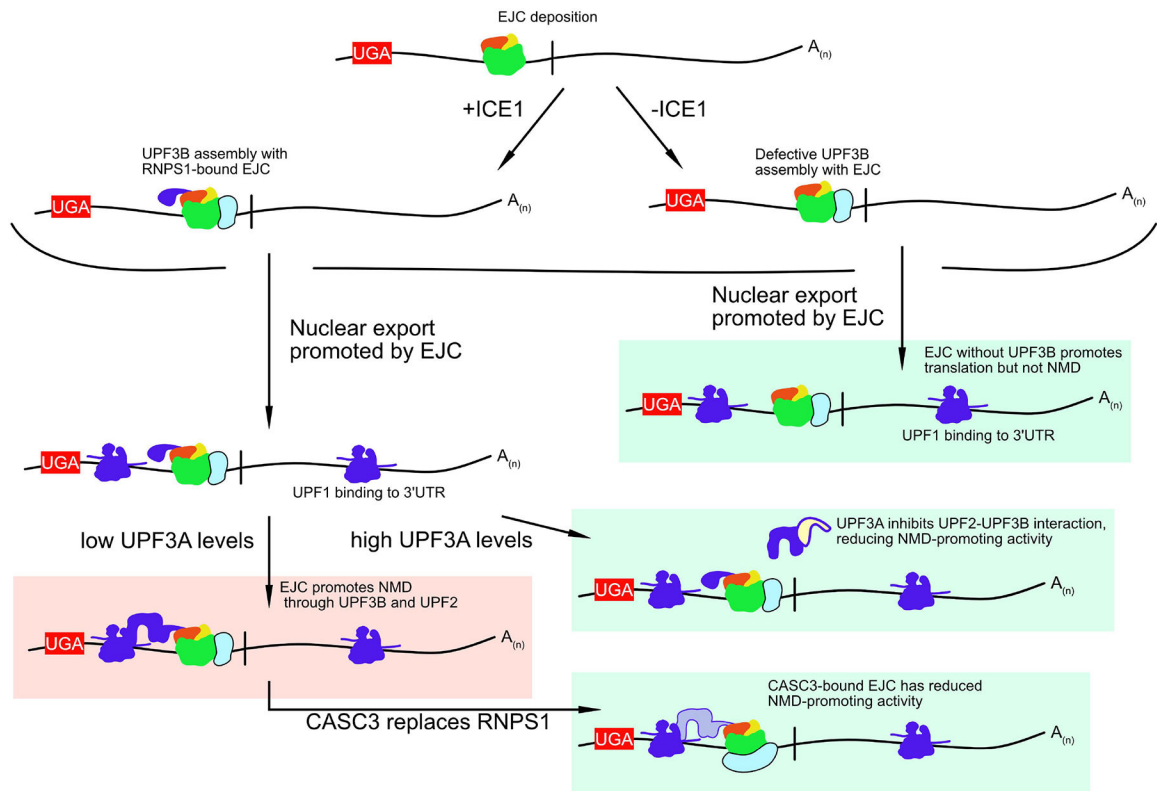 EJC deposition
UGA
A(n)
+ICE1
-ICE1
UPF3B assembly with
RNPS1-bound EJC
UGA
A(n)
Defective UPF3B
assembly with EJC
UGA
A(n)
Nuclear export
promoted by EJC
Nuclear export
promoted by EJC
EJC without UPF3B promotes
translation but not NMD
UGA
A(n)
UPF1 binding to 3'UTR
UGA
A(n)
UPF1 binding to 3'UTR
low UPF3A levels
high UPF3A levels
UPF3A inhibits UPF2-UPF3B interaction,
reducing NMD-promoting activity
UGA
A(n)
EJC promotes NMD
through UPF3B and UPF2
UGA
A(n)
CASC3 replaces RNPS1
CASC3-bound EJC has reduced
NMD-promoting activity
UGA
A(n)